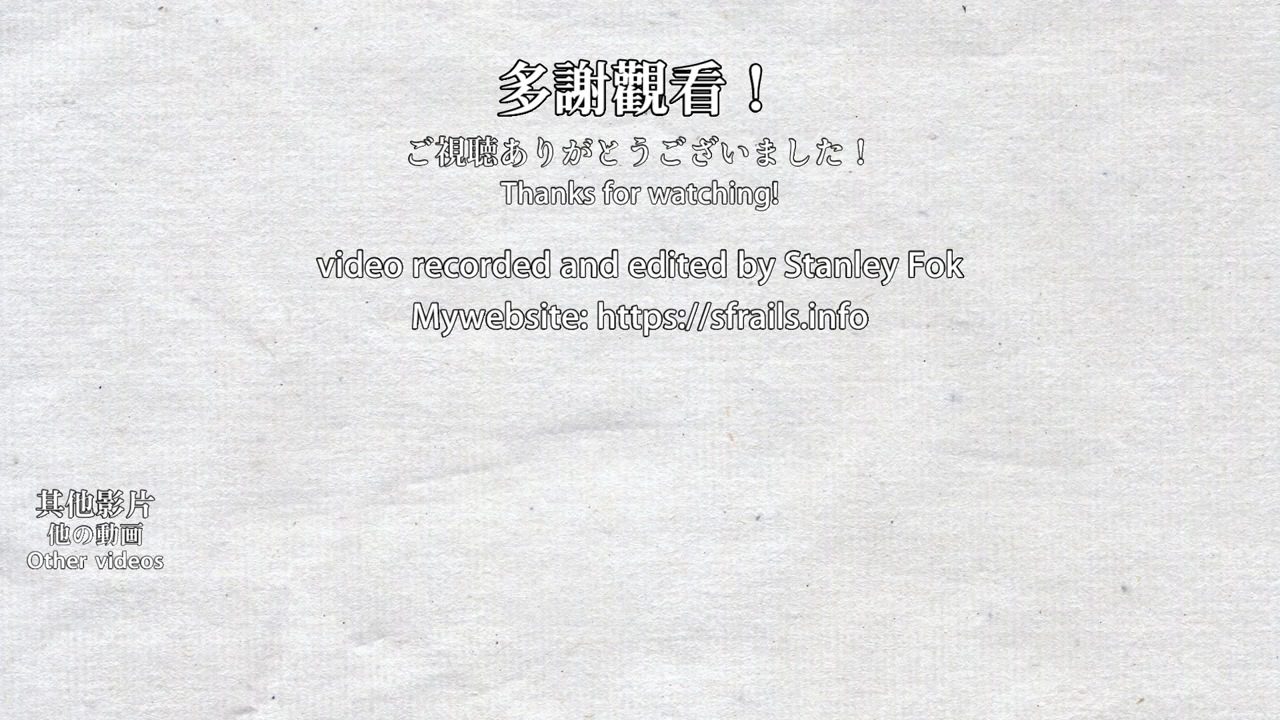 多謝觀看！
ご視聴ありがとうございました！
Thanks for watching!
video recorded and edited by Stanley Fok
Mywebsite: https://sfrails.info
其他影片
他の動画
Other videos